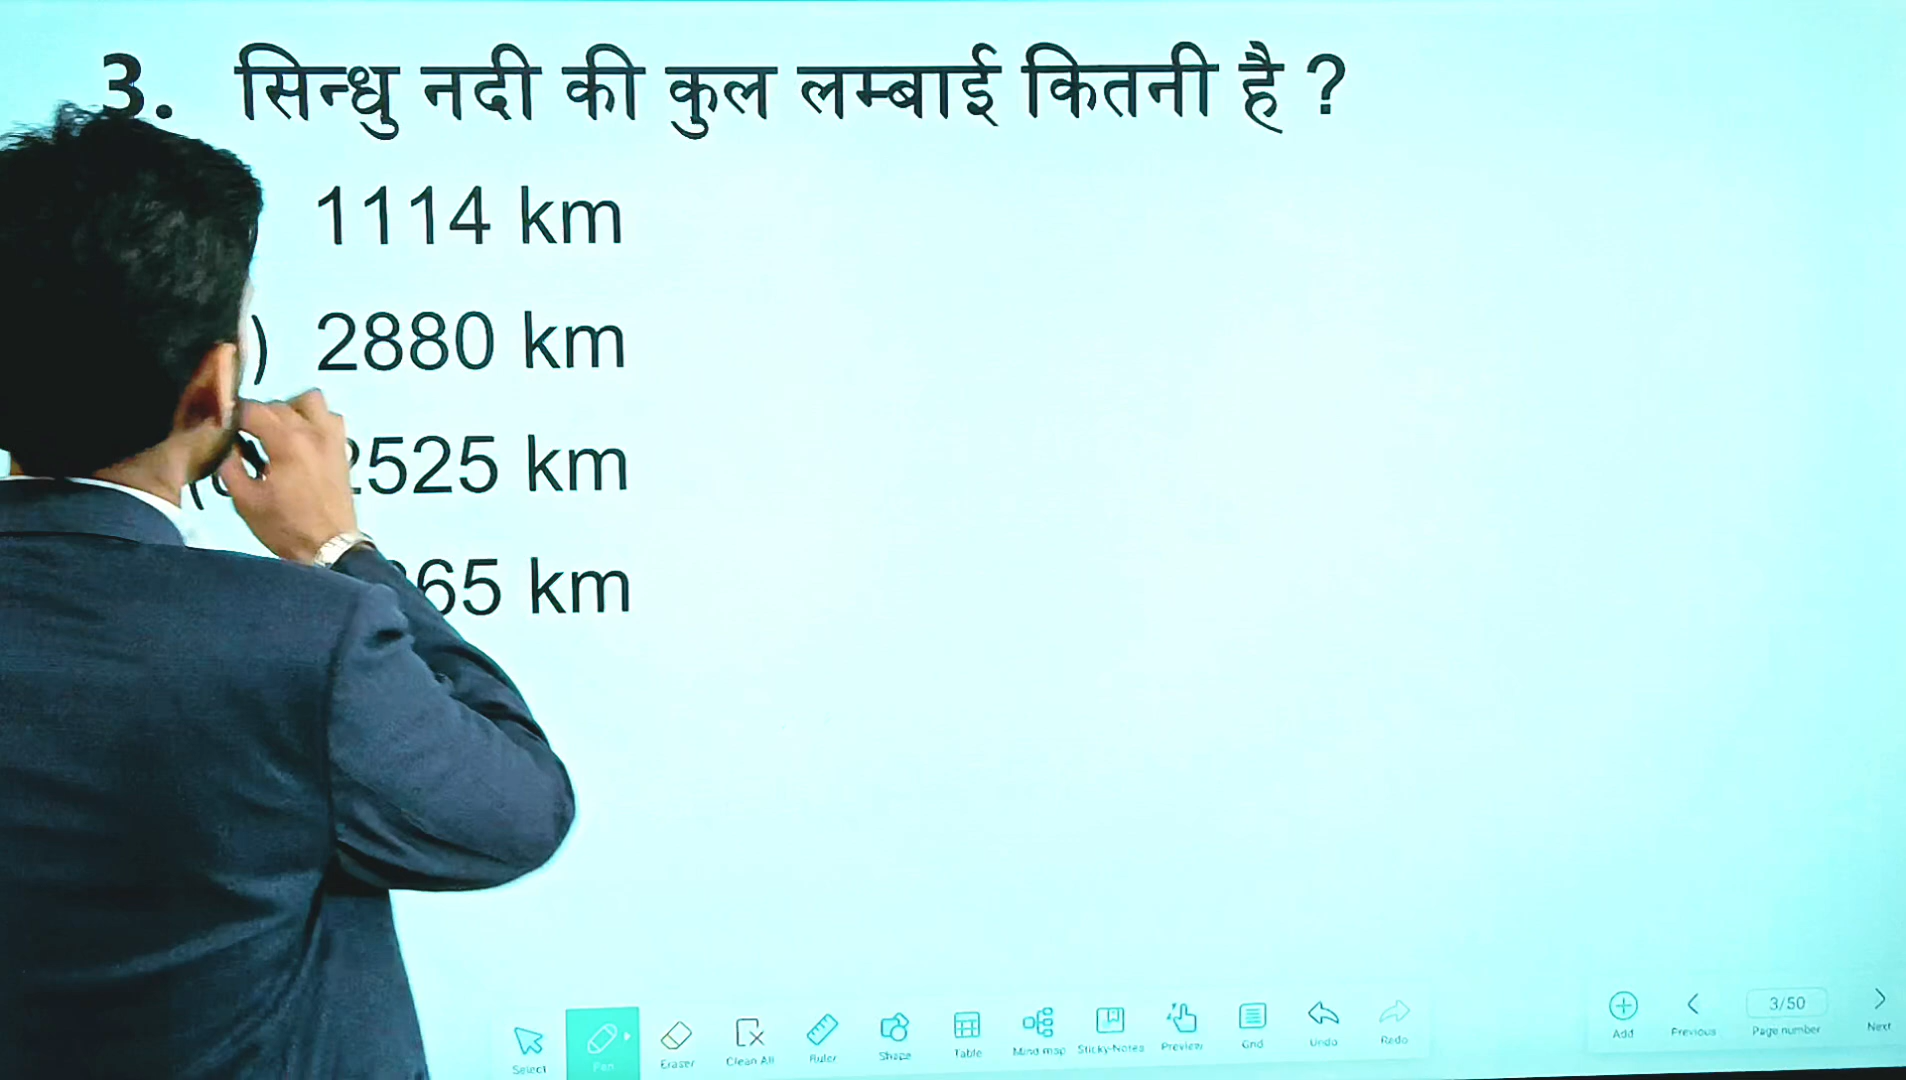 3. सिन्धु नदी की कुल लम्बाई कितनी है ?
1114 km
) 2880 km
2525 km
65 km
Select
Pen
Eraser
Clean All
Ruler
Shape
Table
Mind map
Sticky-Notes
Preview
Grid
Undo
Redo
Add
Previous
3/50
Page number
Next